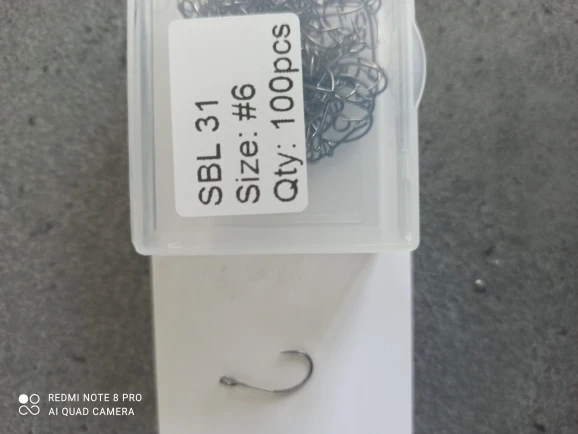 SBL 31
Size: #6
Qty: 100pcs
REDMI NOTE 8 PRO
AI QUAD CAMERA